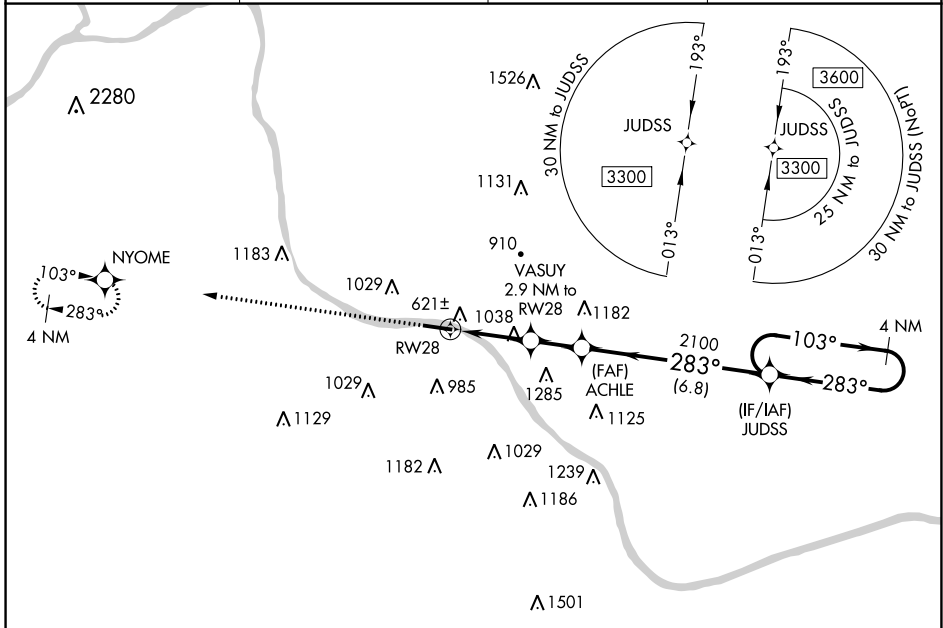 2280
1526
30 NM to JUDSS
193°
JUDSS
3300
013°
193°
3600
JUDSS
3300
25 NM to JUDSS
30 NM to JUDSS (NoPT)
013°
1131
910
1183
NYOME
103°
283°
4 NM
1029
621±
1038
VASUY
2.9 NM to
RW28
1182
RW28
2100
283°
(6.8)
103°
4 NM
283°
(FAF)
ACHLE
(IF/IAF)
JUDSS
1029
985
1285
1125
1129
1182
1029
1239
1186
1501